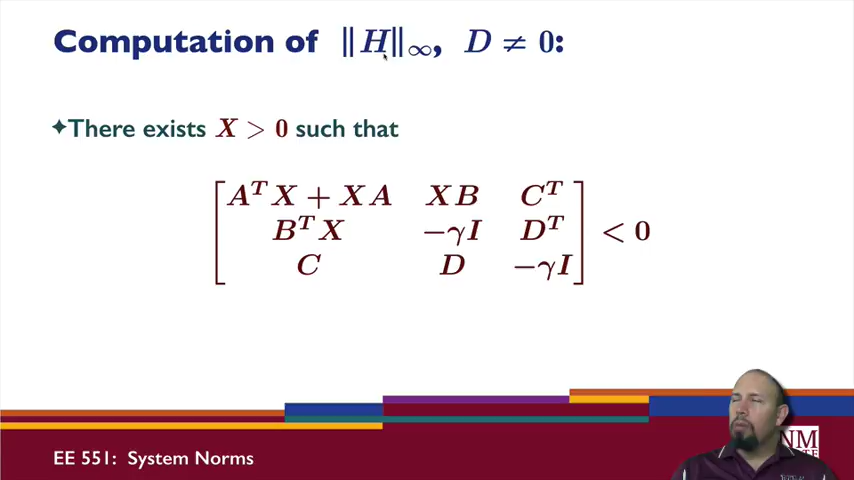 Computation of ‖H‖∞, D ≠ 0:
✦There exists X > 0 such that
[AᵀX + XA XB Cᵀ
BᵀX −γI Dᵀ < 0
C D −γI]
EE 551: System Norms
NM